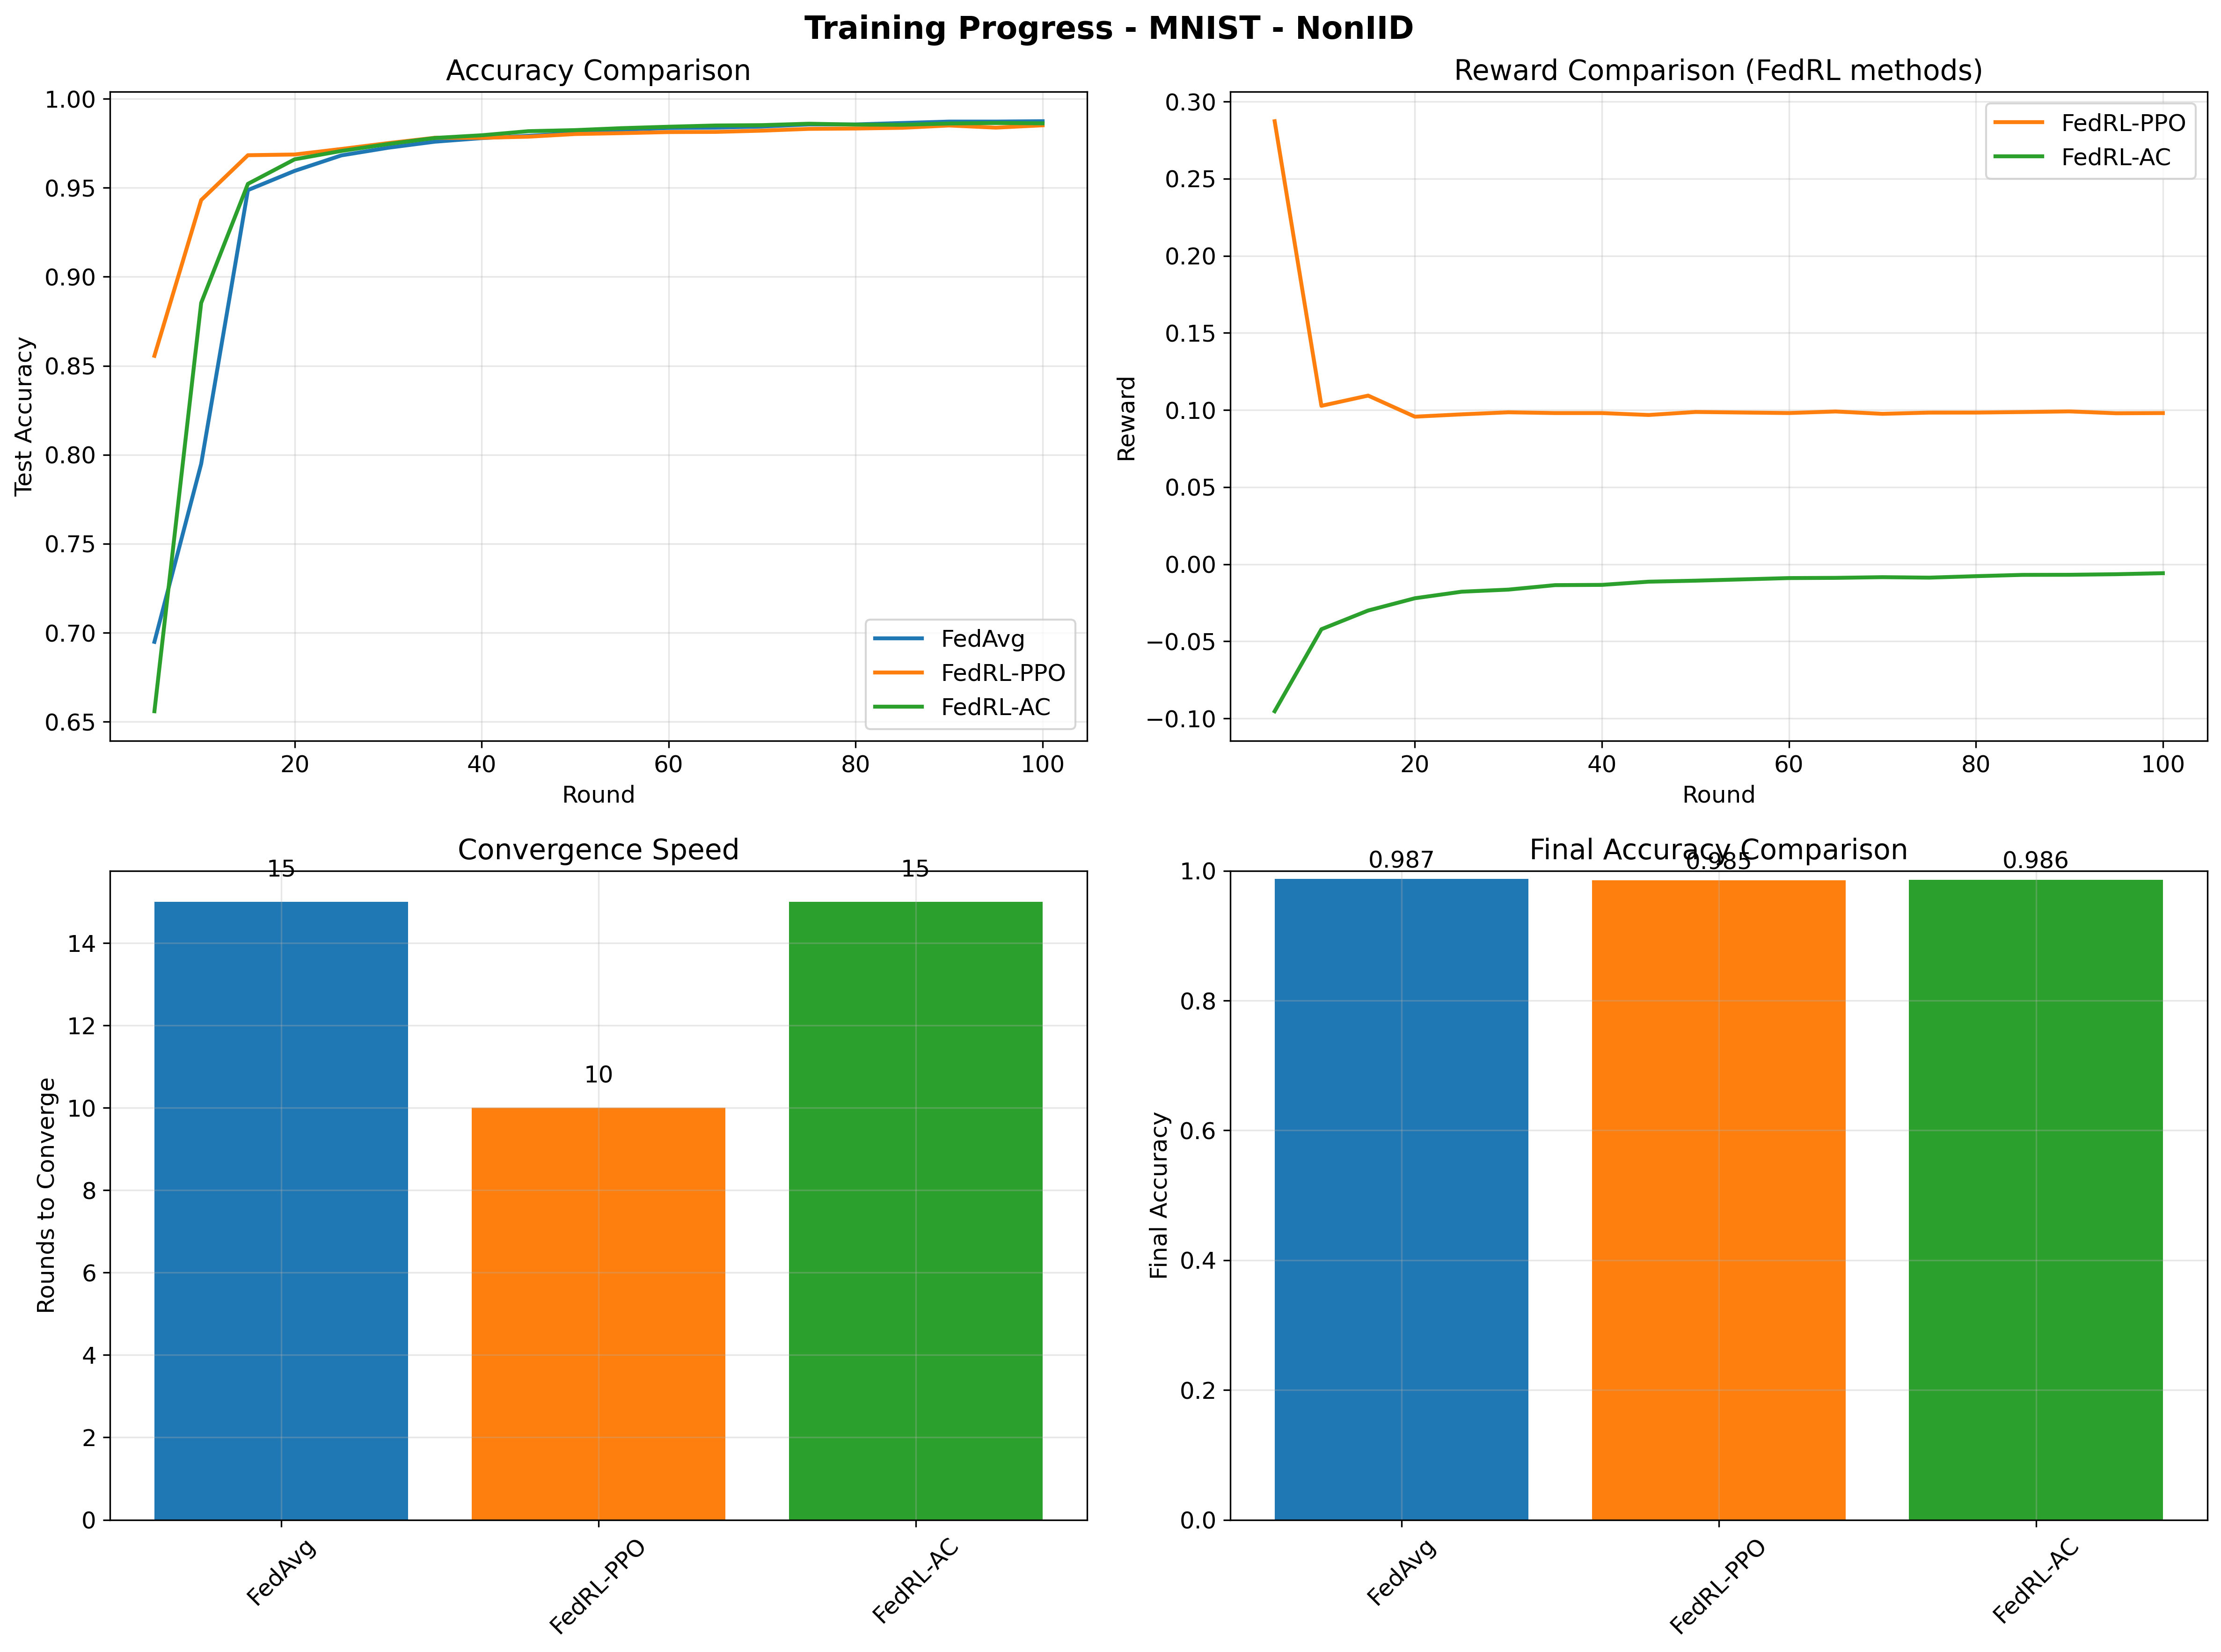 Training Progress - MNIST - NonIID
Accuracy Comparison
Test Accuracy
1.00
0.95
0.90
0.85
0.80
0.75
0.70
0.65
FedAvg
FedRL-PPO
FedRL-AC
20
40
60
80
100
Round
Reward Comparison (FedRL methods)
Reward
0.30
0.25
0.20
0.15
0.10
0.05
0.00
−0.05
−0.10
FedRL-PPO
FedRL-AC
20
40
60
80
100
Round
Convergence Speed
Rounds to Converge
15
10
15
14
12
10
8
6
4
2
0
FedAvg
FedRL-PPO
FedRL-AC
Final Accuracy Comparison
Final Accuracy
0.987
0.985
0.986
1.0
0.8
0.6
0.4
0.2
0.0
FedAvg
FedRL-PPO
FedRL-AC